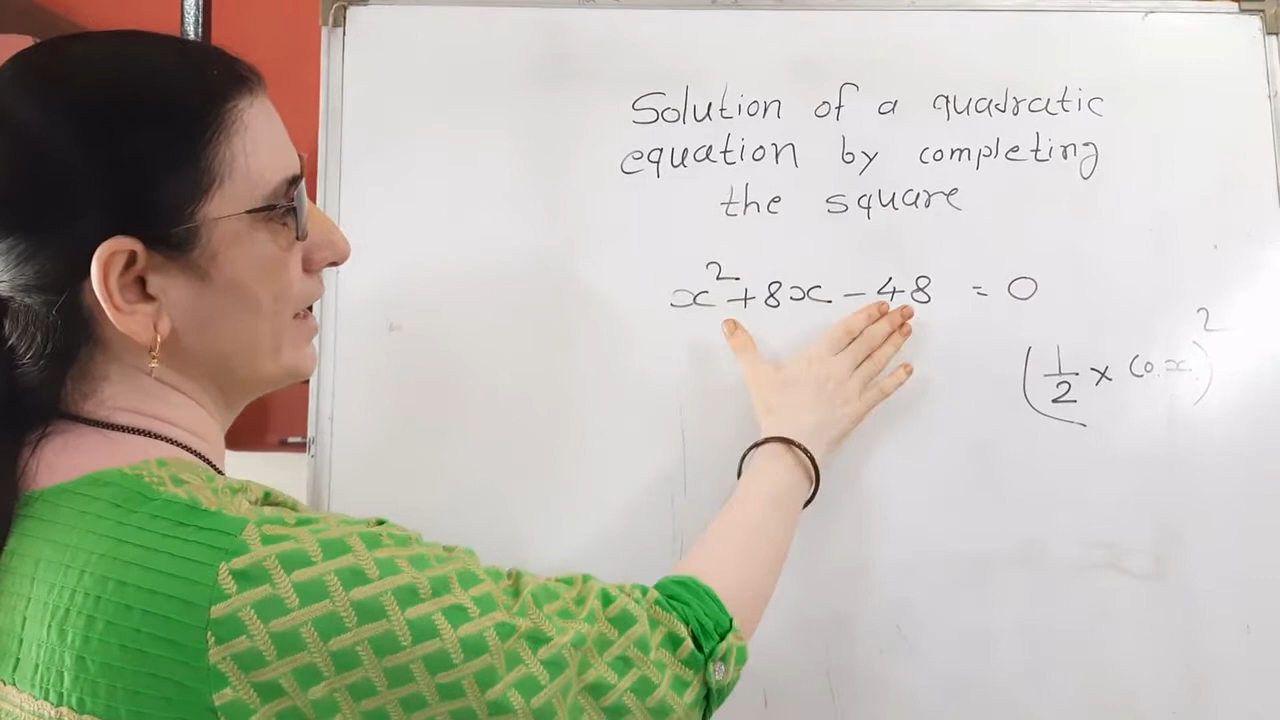 Solution of a quadratic
equation by completing
the square
x²+8x-48 = 0
(1/2 × co.x.)²